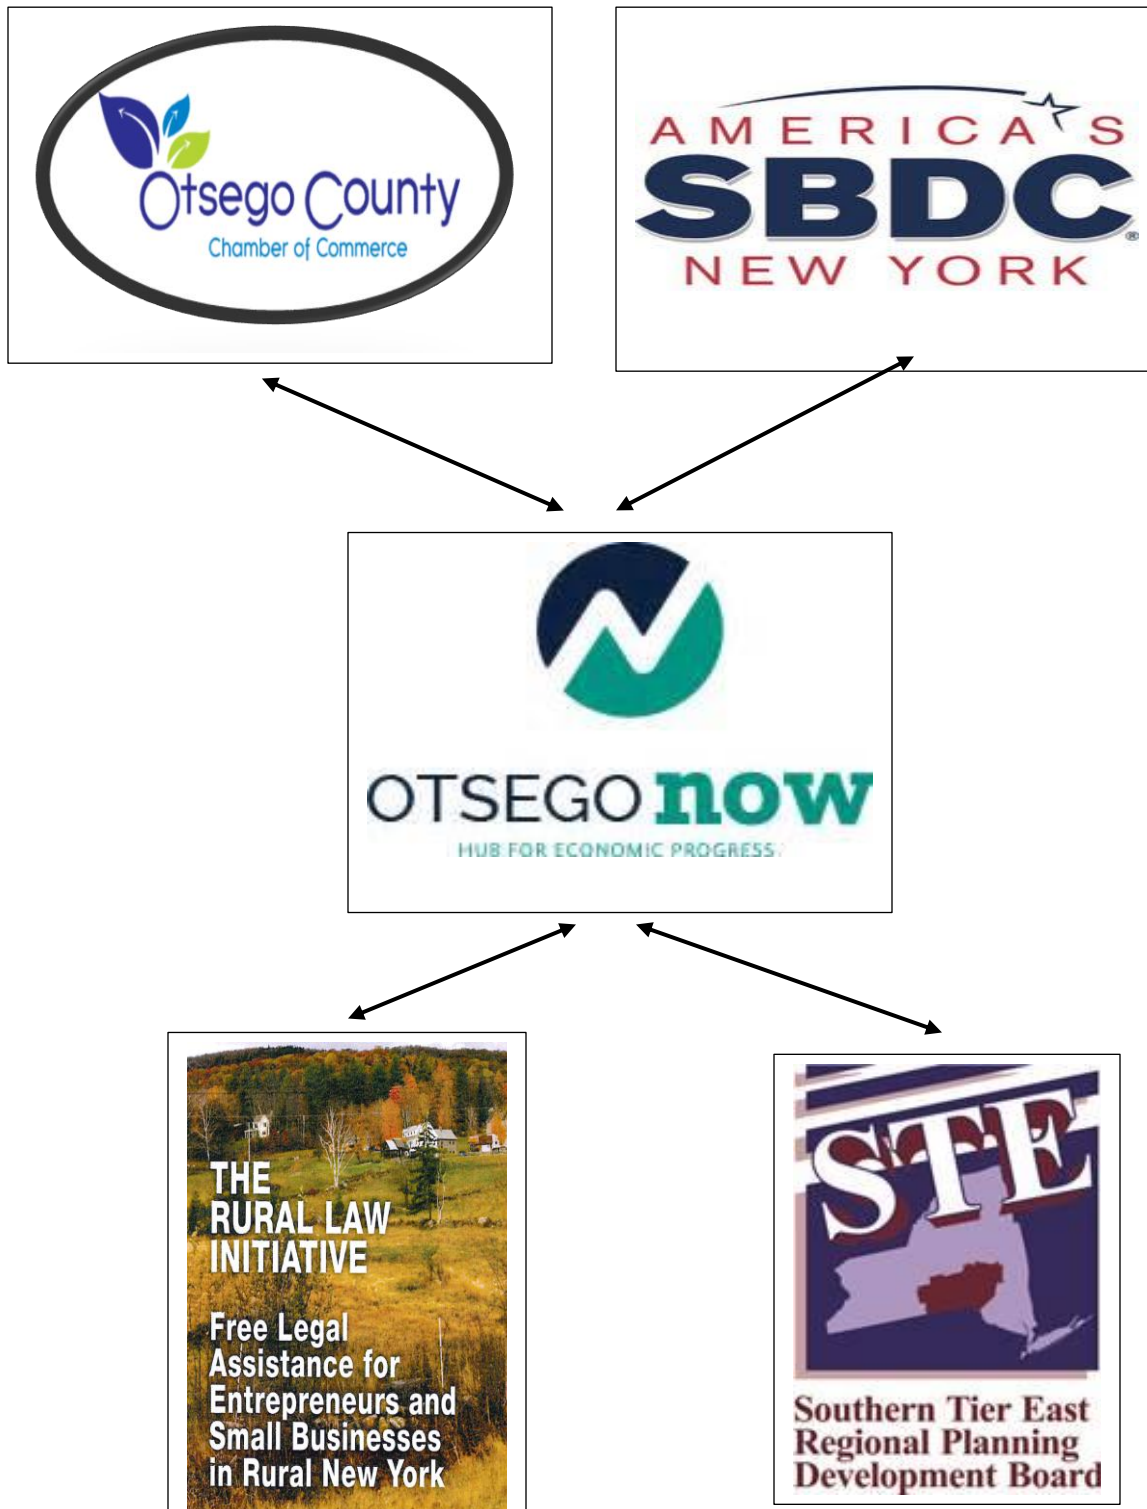 Otsego County
Chamber of Commerce
AMERICA'S
SBDC®
NEW YORK
OTSEGO now
HUB FOR ECONOMIC PROGRESS
THE
RURAL LAW
INITIATIVE
Free Legal
Assistance for
Entrepreneurs and
Small Businesses
in Rural New York
STE
Southern Tier East
Regional Planning
Development Board